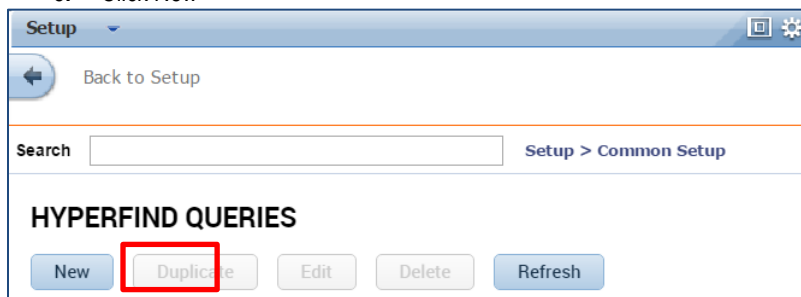 Setup
Back to Setup
Search Setup > Common Setup
HYPERFIND QUERIES
New Duplicate Edit Delete Refresh